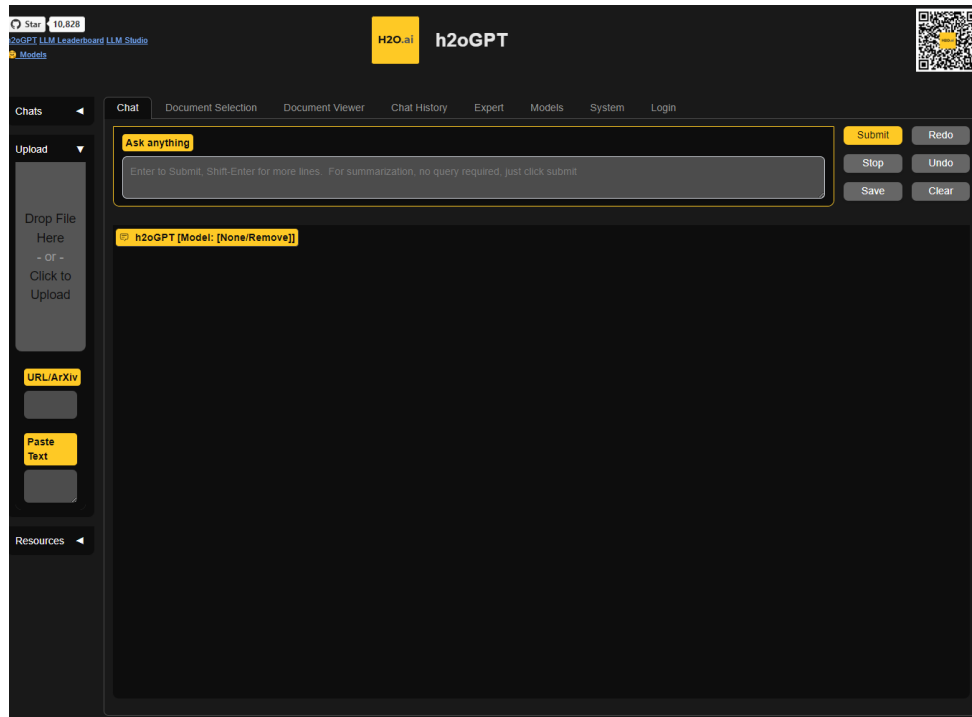 Star 10,828
h2oGPT LLM Leaderboard LLM Studio
🤗 Models
H2O.ai h2oGPT
H2O.ai
Chats ◄
Upload ▼
Drop File
Here
- or -
Click to
Upload
URL/ArXiv
Paste
Text
Resources ◄
Chat Document Selection Document Viewer Chat History Expert Models System Login
Ask anything
Enter to Submit, Shift-Enter for more lines. For summarization, no query required, just click submit
Submit Redo
Stop Undo
Save Clear
h2oGPT [Model: [None/Remove]]